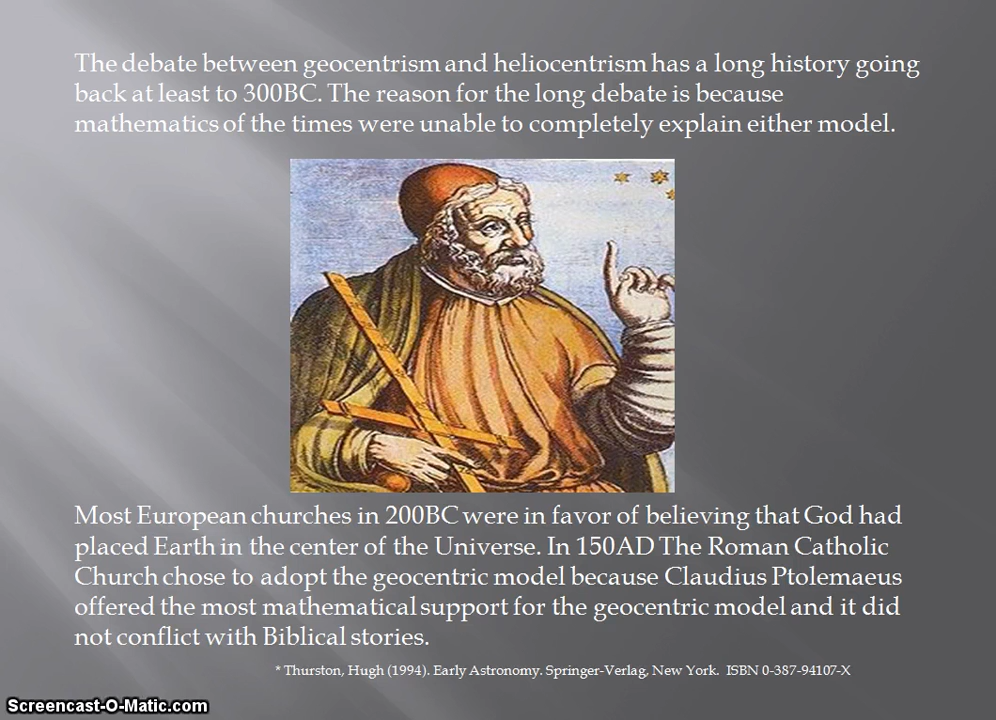 The debate between geocentrism and heliocentrism has a long history going
back at least to 300BC. The reason for the long debate is because
mathematics of the times were unable to completely explain either model.
Most European churches in 200BC were in favor of believing that God had
placed Earth in the center of the Universe. In 150AD The Roman Catholic
Church chose to adopt the geocentric model because Claudius Ptolemaeus
offered the most mathematical support for the geocentric model and it did
not conflict with Biblical stories.
* Thurston, Hugh (1994). Early Astronomy. Springer-Verlag, New York. ISBN 0-387-94107-X
Screencast-O-Matic.com